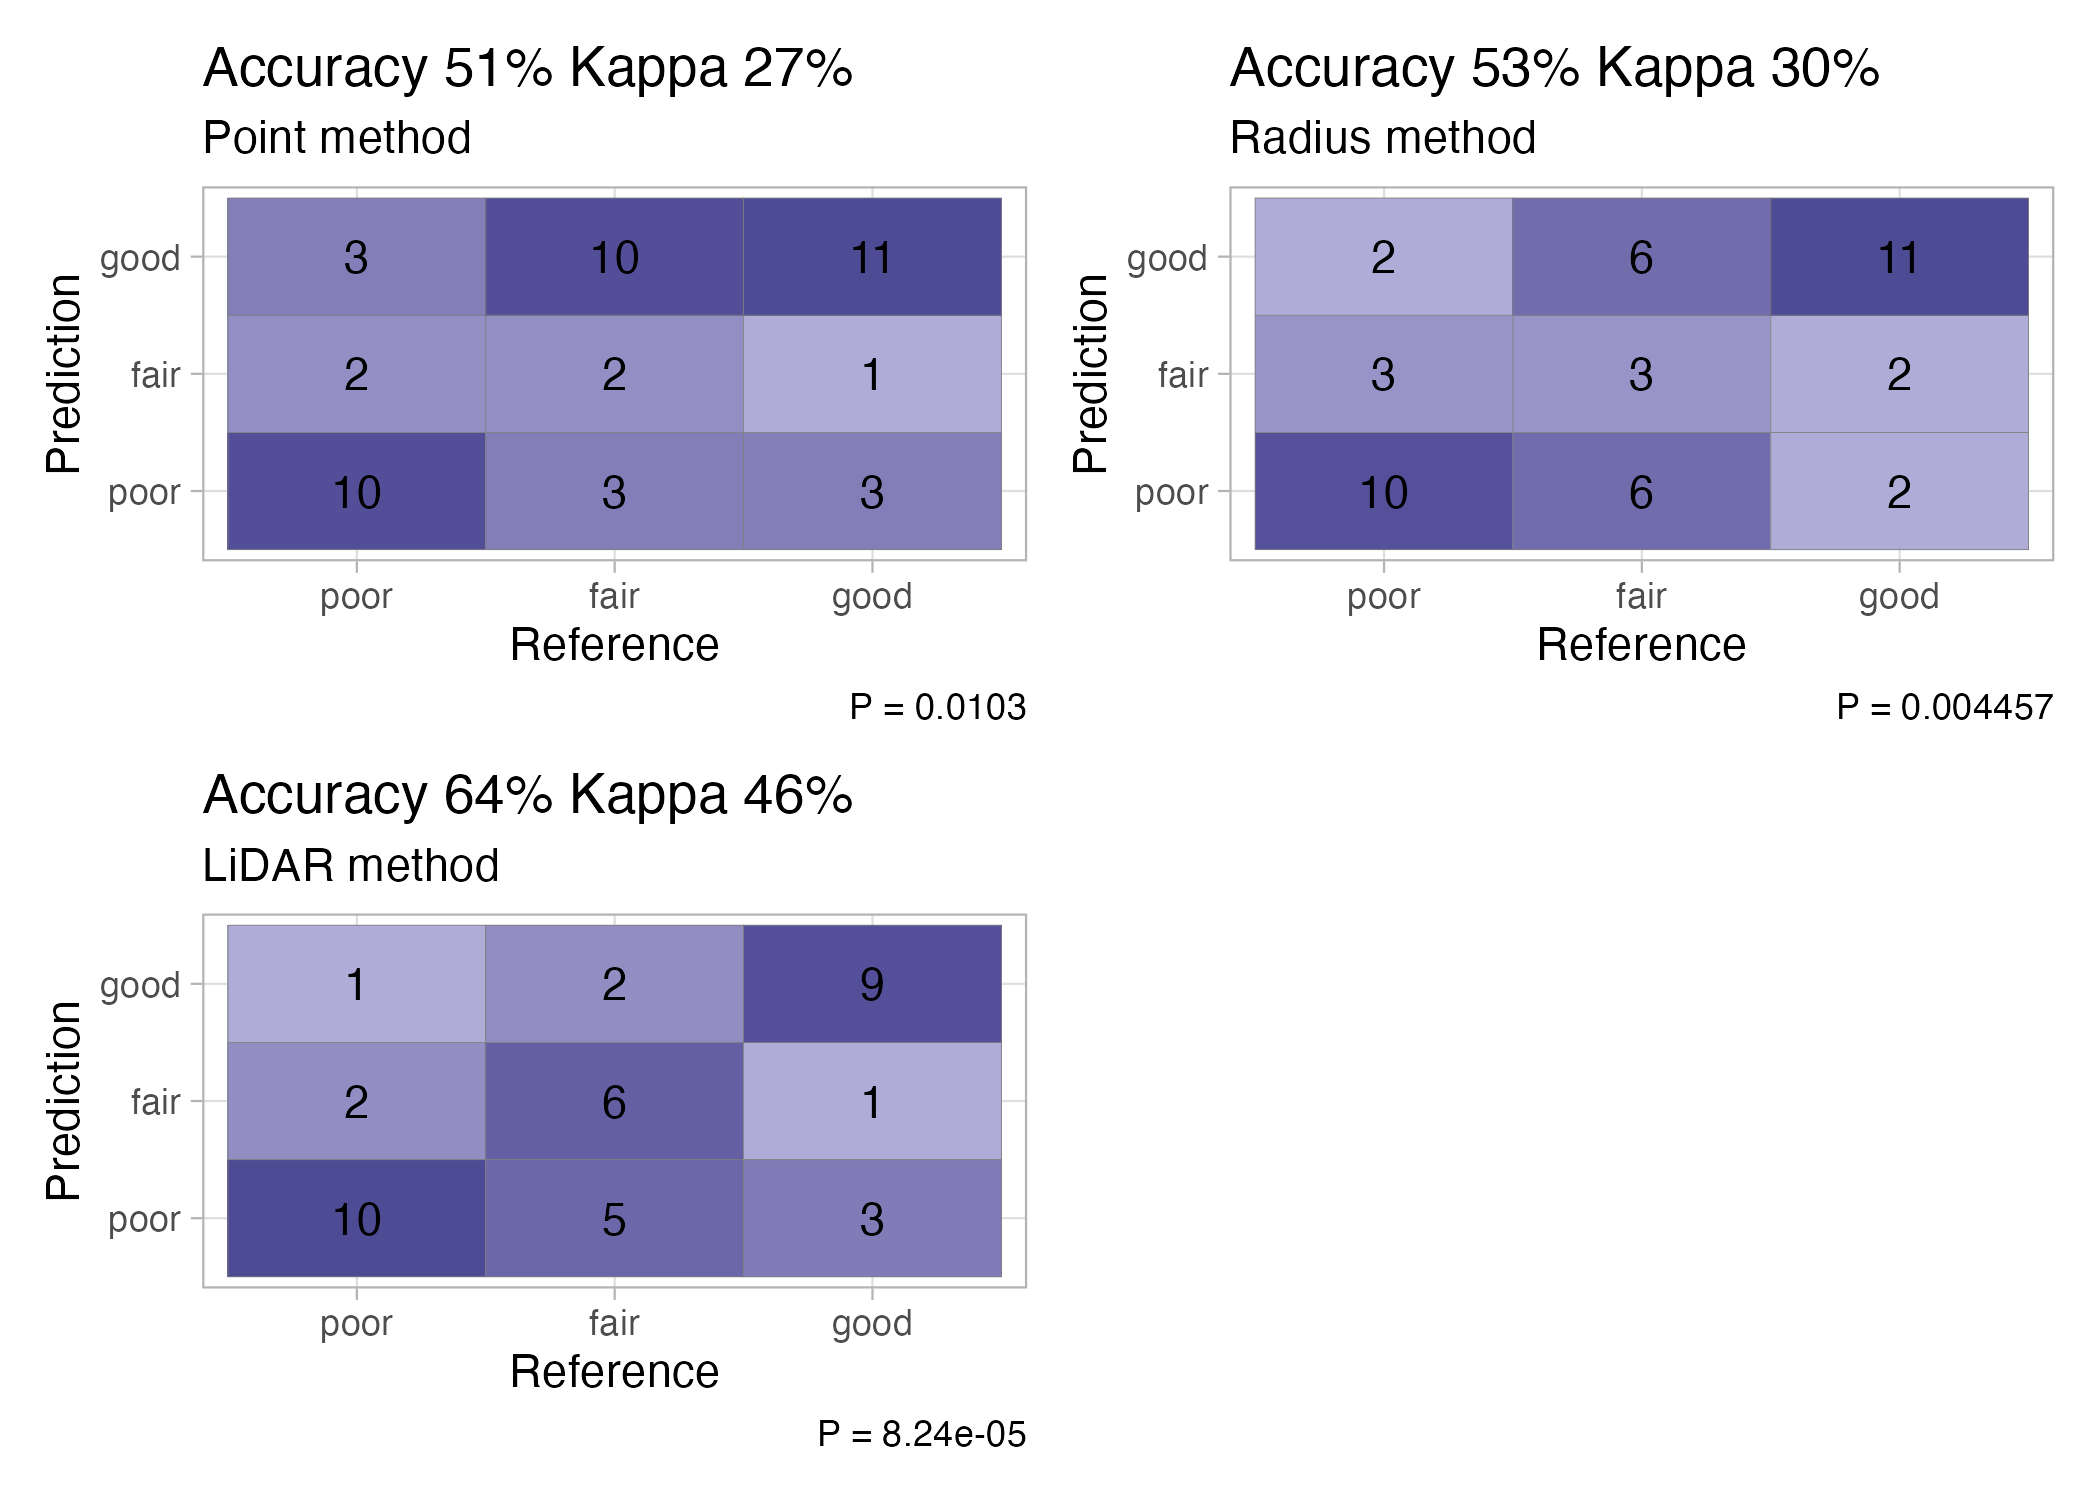 Accuracy 51% Kappa 27%
Point method
Prediction
good 3 10 11
fair 2 2 1
poor 10 3 3
poor fair good
Reference
P = 0.0103
Accuracy 53% Kappa 30%
Radius method
Prediction
good 2 6 11
fair 3 3 2
poor 10 6 2
poor fair good
Reference
P = 0.004457
Accuracy 64% Kappa 46%
LiDAR method
Prediction
good 1 2 9
fair 2 6 1
poor 10 5 3
poor fair good
Reference
P = 8.24e-05